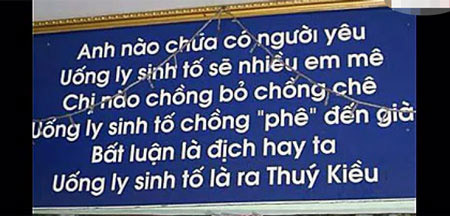 Anh nào chưa có người yêu
Uống ly sinh tố sẽ nhiều em mê
Chị nào chồng bỏ chồng chê
Uống ly sinh tố chồng "phê" đến già
Bất luận là địch hay ta
Uống ly sinh tố là ra Thuý Kiều